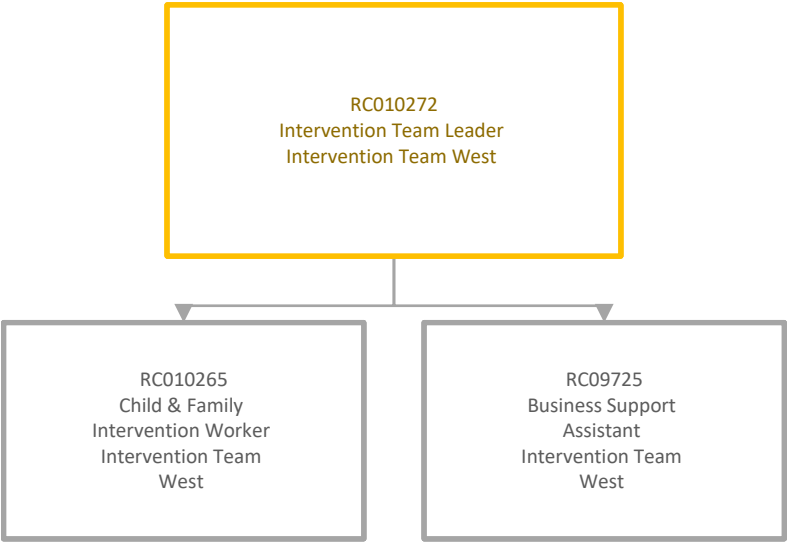 RC010272
Intervention Team Leader
Intervention Team West
RC010265
Child & Family
Intervention Worker
Intervention Team
West
RC09725
Business Support
Assistant
Intervention Team
West